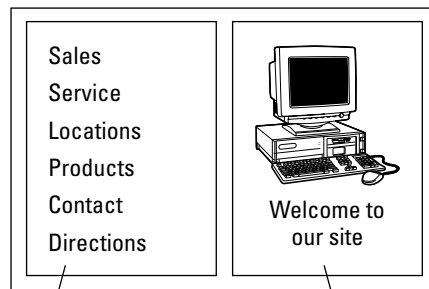 Sales
Service
Locations
Products
Contact
Directions
Welcome to
our site